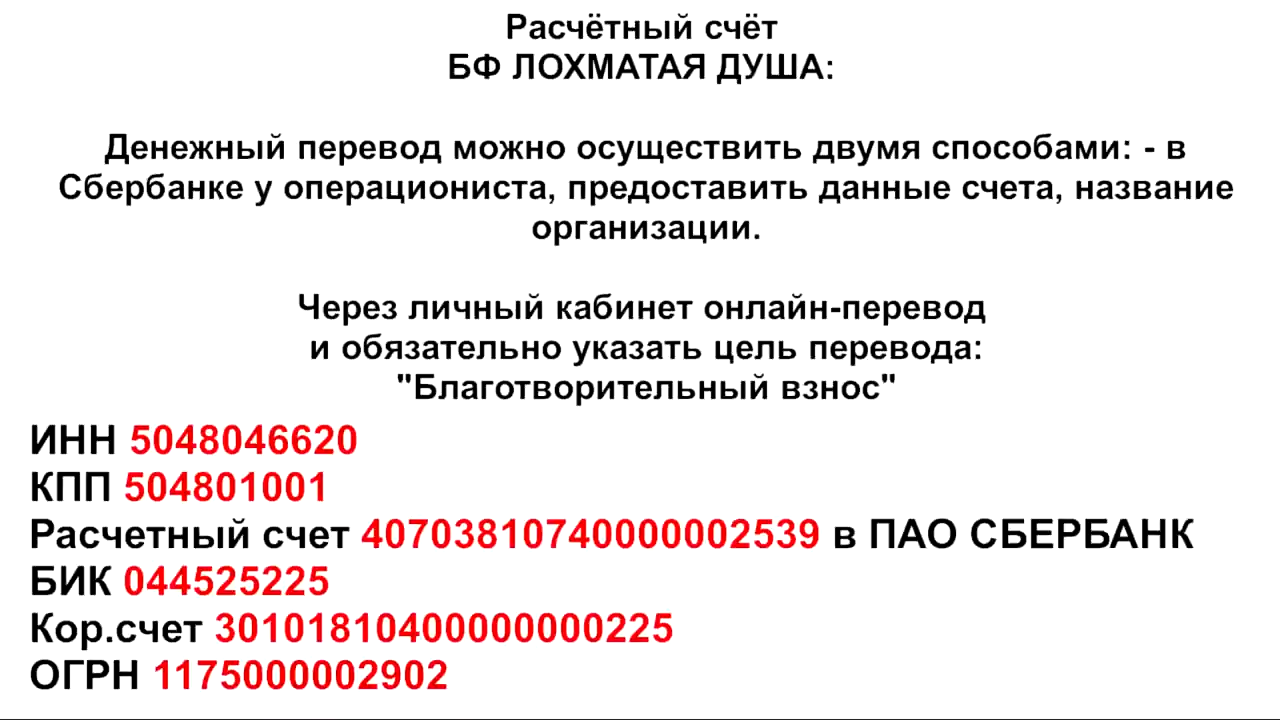 Расчётный счёт
БФ ЛОХМАТАЯ ДУША:
Денежный перевод можно осуществить двумя способами: - в
Сбербанке у операциониста, предоставить данные счета, название
организации.
Через личный кабинет онлайн-перевод
и обязательно указать цель перевода:
"Благотворительный взнос"
ИНН 5048046620
КПП 504801001
Расчетный счет 40703810740000002539 в ПАО СБЕРБАНК
БИК 044525225
Кор.счет 30101810400000000225
ОГРН 1175000002902